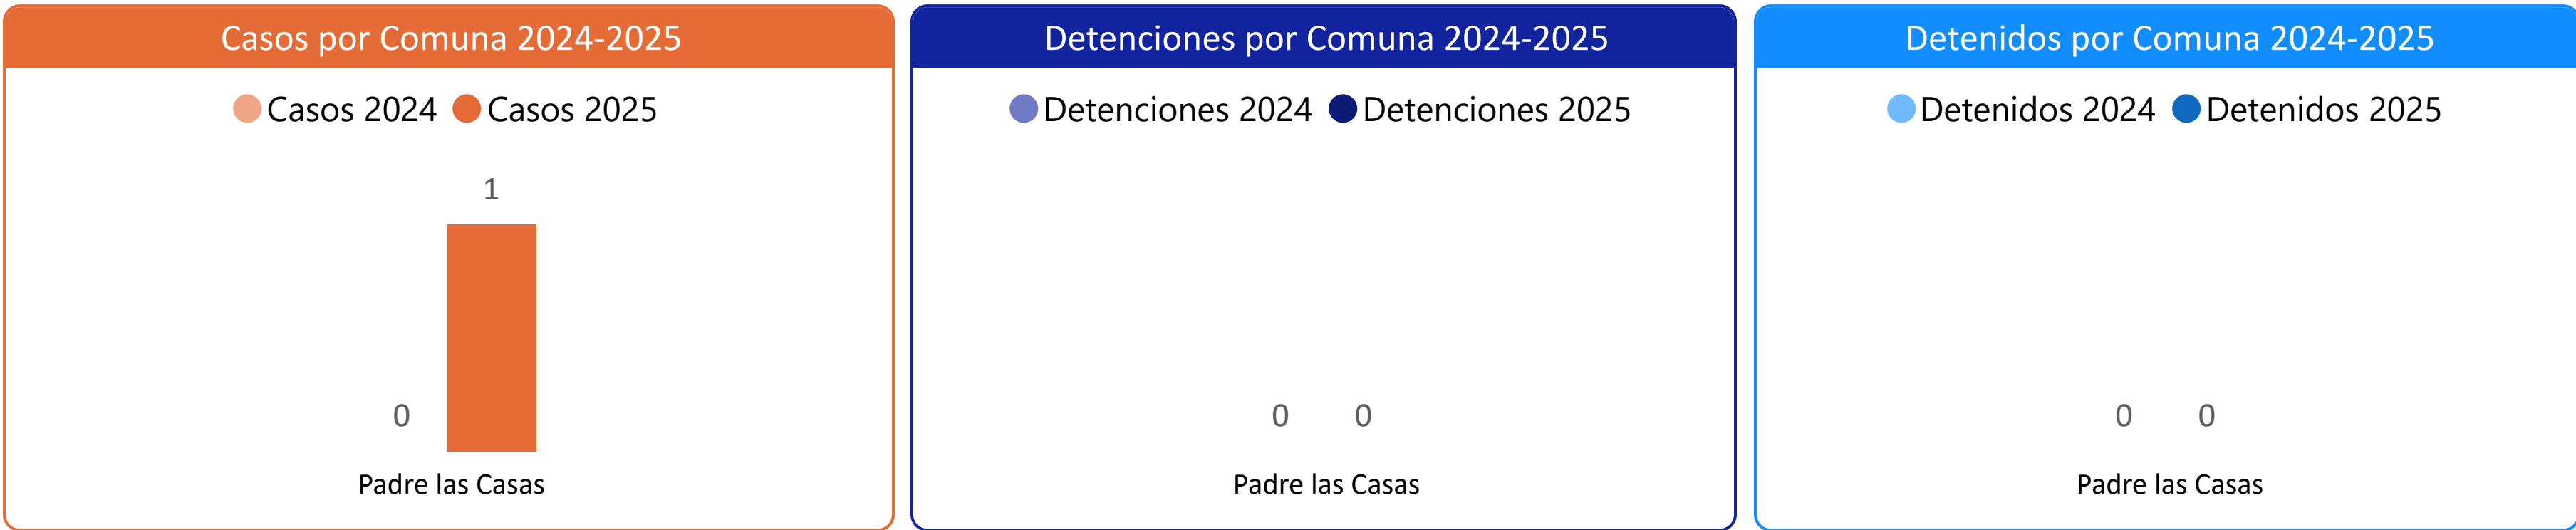 Casos por Comuna 2024-2025
Casos 2024 Casos 2025
1
0
Padre las Casas
Detenciones por Comuna 2024-2025
Detenciones 2024 Detenciones 2025
0 0
Padre las Casas
Detenidos por Comuna 2024-2025
Detenidos 2024 Detenidos 2025
0 0
Padre las Casas